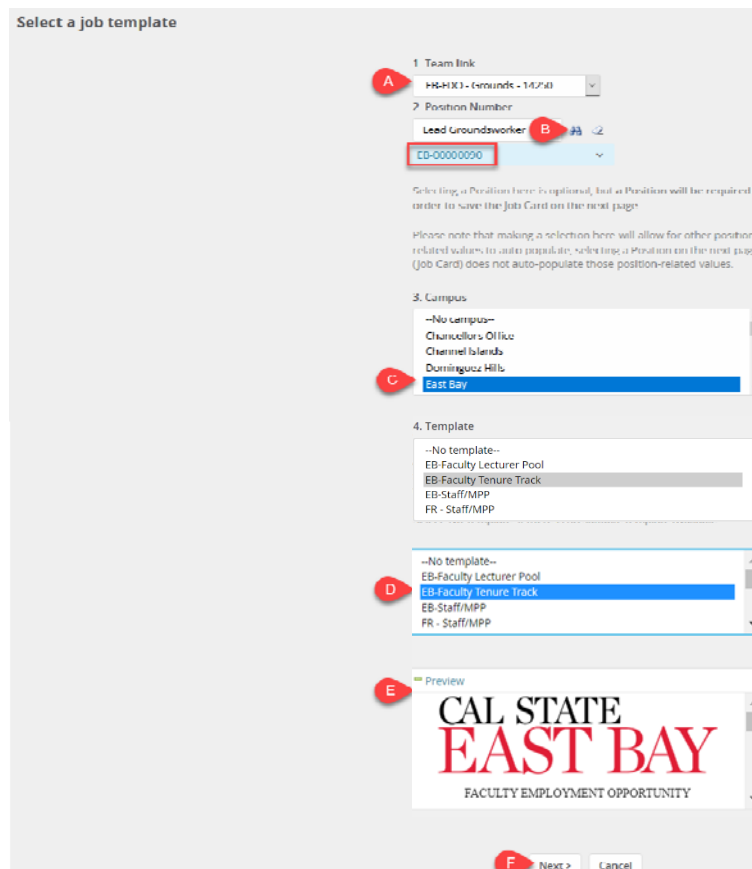 Select a job template
1 Team link
A
EB-FDO - Grounds - 14250
2 Position Number
Lead Groundsworker
B
EB-00000090
Selecting a Position here is optional, but a Position will be required
order to save the Job Card on the next page
Please note that making a selection here will allow for other position
related values to auto populate, selecting a Position on the next pag
(Job Card) does not auto-populate those position-related values.
3. Campus
--No campus--
Chancellors Office
Channel Islands
Dominguez Hills
C
East Bay
4. Template
--No template--
EB-Faculty Lecturer Pool
EB-Faculty Tenure Track
EB-Staff/MPP
FR - Staff/MPP
--No template--
EB-Faculty Lecturer Pool
D
EB-Faculty Tenure Track
EB-Staff/MPP
FR - Staff/MPP
E
Preview
CAL STATE
EAST BAY
FACULTY EMPLOYMENT OPPORTUNITY
F
Next >
Cancel